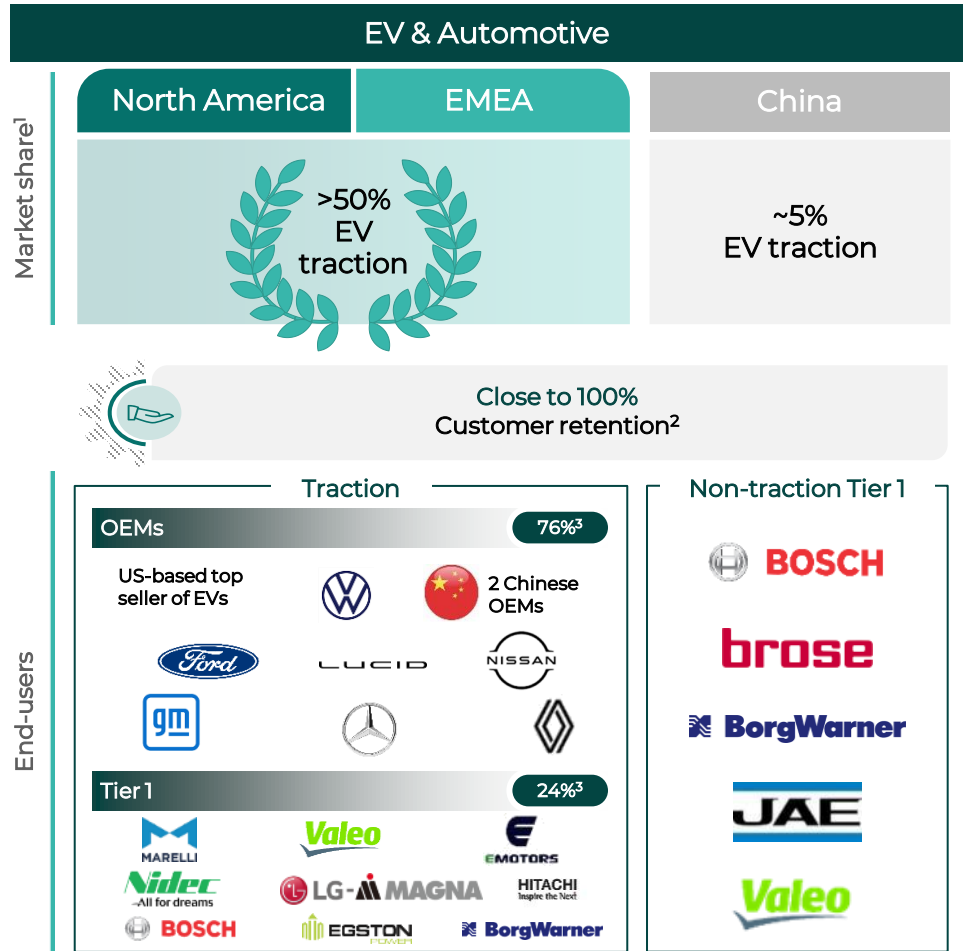 EV & Automotive
Market share¹
North America
EMEA
China
>50%
EV
traction
~5%
EV traction
Close to 100%
Customer retention²
End-users
Traction
OEMs
76%³
US-based top
seller of EVs
2 Chinese
OEMs
Ford
LUCID
NISSAN
gm
Tier 1
24%³
MARELLI
Valeo
EMOTORS
Nidec
-All for dreams
LG-MAGNA
HITACHI
Inspire the Next
BOSCH
EGSTON
POWER
BorgWarner
Non-traction Tier 1
BOSCH
brose
BorgWarner
JAE
Valeo